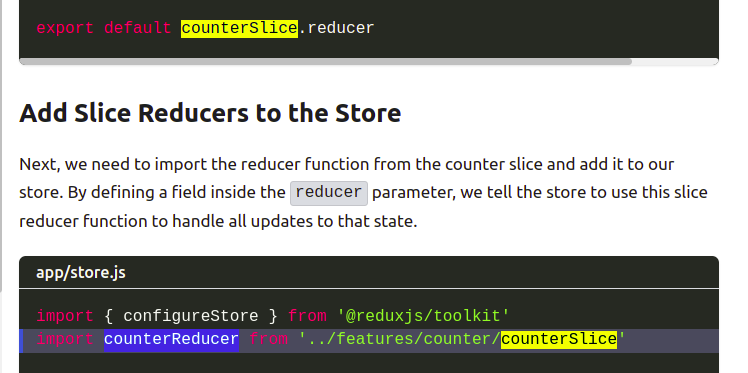 export default counterSlice.reducer
Add Slice Reducers to the Store
Next, we need to import the reducer function from the counter slice and add it to our
store. By defining a field inside the reducer parameter, we tell the store to use this slice
reducer function to handle all updates to that state.
app/store.js
import { configureStore } from '@reduxjs/toolkit'
import counterReducer from '../features/counter/counterSlice'